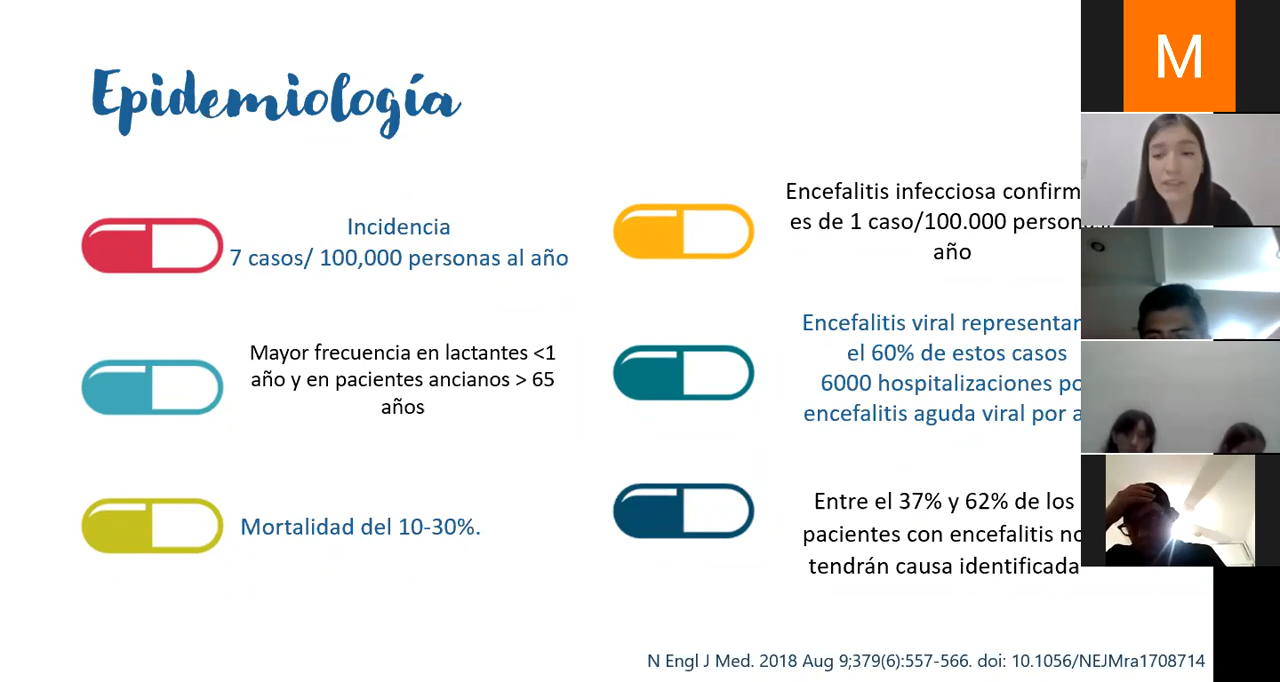 Epidemiología
Incidencia
7 casos/ 100,000 personas al año
Mayor frecuencia en lactantes <1
año y en pacientes ancianos > 65
años
Mortalidad del 10-30%.
Encefalitis infecciosa confirm
es de 1 caso/100.000 person
año
Encefalitis viral representa
el 60% de estos casos
6000 hospitalizaciones po
encefalitis aguda viral por a
Entre el 37% y 62% de los
pacientes con encefalitis no
tendrán causa identificada
N Engl J Med. 2018 Aug 9;379(6):557-566. doi: 10.1056/NEJMra1708714
M